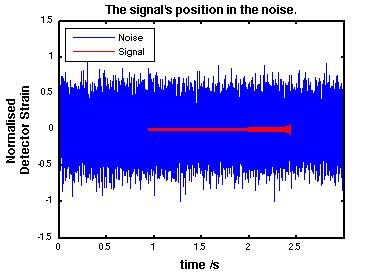 The signal's position in the noise.
Noise
Signal
1.5
1
0.5
0
-0.5
-1
-1.5
Normalised
Detector Strain
0 0.5 1 1.5 2 2.5
time /s